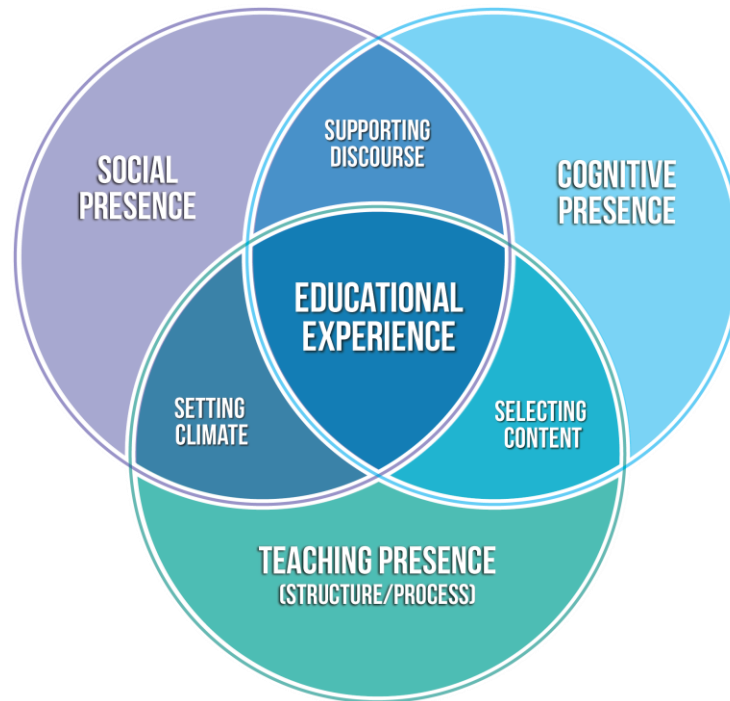 SUPPORTING
DISCOURSE
SOCIAL
PRESENCE
COGNITIVE
PRESENCE
EDUCATIONAL
EXPERIENCE
SETTING
CLIMATE
SELECTING
CONTENT
TEACHING PRESENCE
(STRUCTURE/PROCESS)